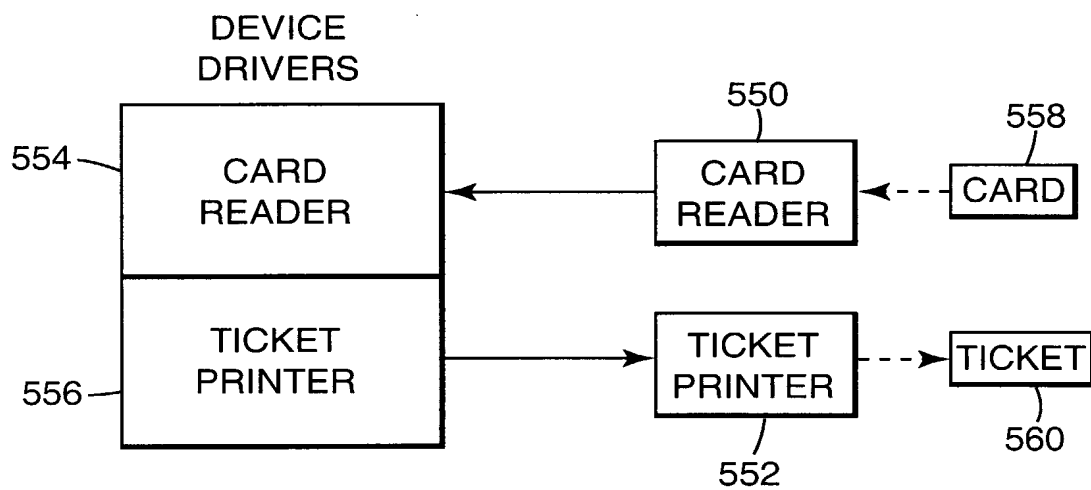 DEVICE
DRIVERS
554
CARD
READER
550
CARD
READER
558
CARD
556
TICKET
PRINTER
TICKET
PRINTER
552
TICKET
560